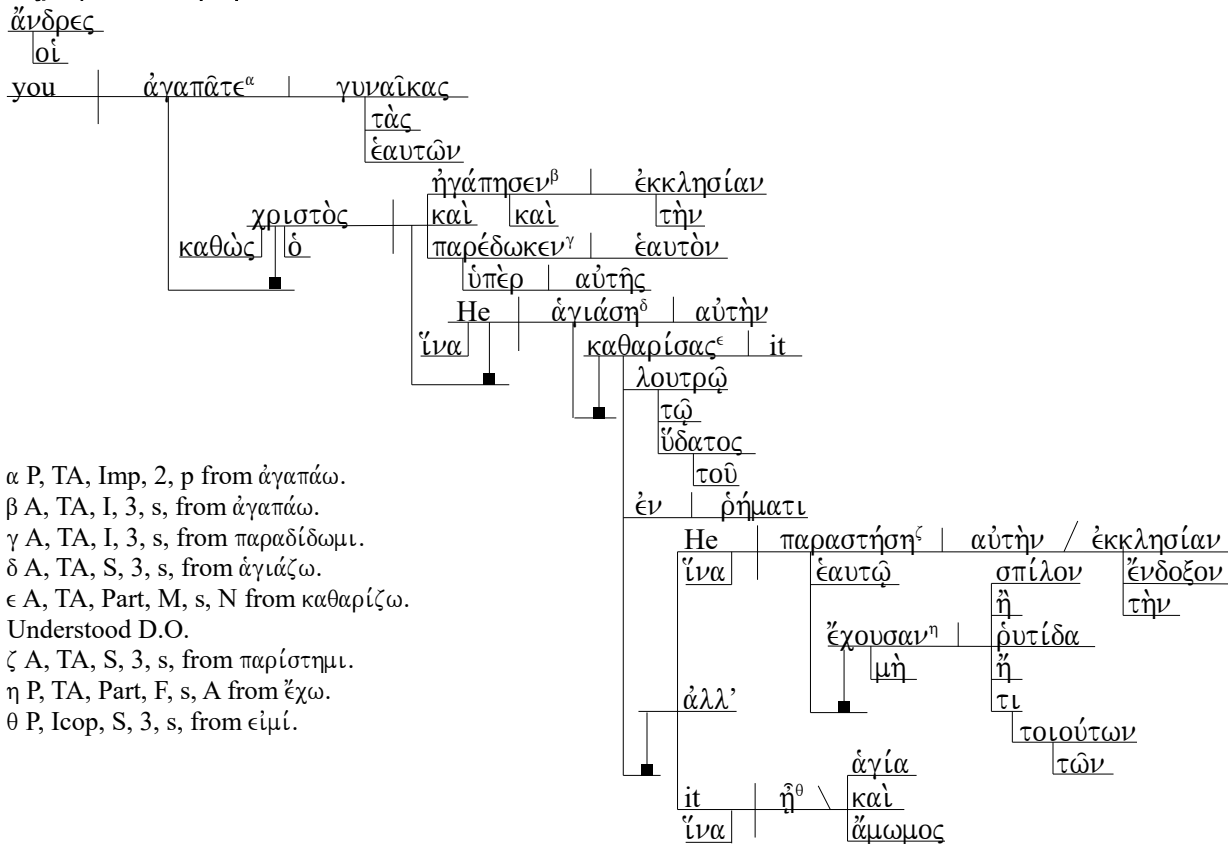 ἄνδρες
οἱ
you ἀγαπᾶτεᵅ γυναῖκας
τὰς
ἑαυτῶν
ἠγάπησενᵝ ἐκκλησίαν
χριστὸς καὶ καὶ τὴν
καθὼς ὁ παρέδωκενᵞ ἑαυτὸν
ὑπὲρ αὐτῆς
He ἁγιάσηᵟ αὐτὴν
ἵνα καθαρίσαςᵋ it
λουτρῷ
τῷ
ὕδατος
τοῦ
ἐν ῥήματι
He παραστήσηᶻ αὐτὴν / ἐκκλησίαν
ἵνα ἑαυτῷ σπίλον ἔνδοξον
ἢ τὴν
ἔχουσανᵑ ῥυτίδα
μὴ ἤ
ἀλλ’ τι
τοιούτων
τῶν
ἁγία
it ᾖᶿ \ καὶ
ἵνα ἄμωμος
α P, TA, Imp, 2, p from ἀγαπάω.
β A, TA, I, 3, s, from ἀγαπάω.
γ A, TA, I, 3, s, from παραδίδωμι.
δ A, TA, S, 3, s, from ἁγιάζω.
ϵ A, TA, Part, M, s, N from καθαρίζω.
Understood D.O.
ζ A, TA, S, 3, s, from παρίστημι.
η P, TA, Part, F, s, A from ἔχω.
θ P, Icop, S, 3, s, from εἰμί.